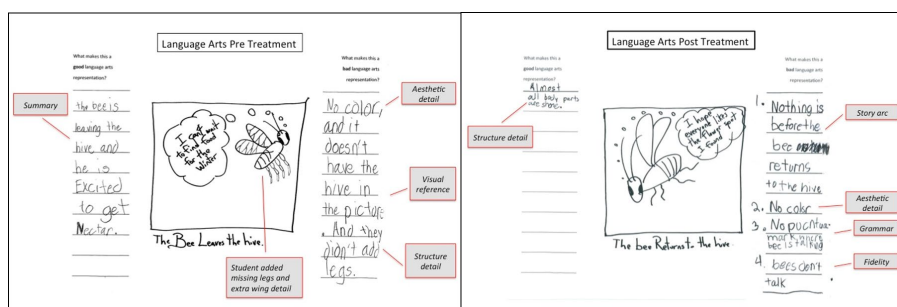 Language Arts Pre Treatment
What makes this a
good language arts
representation?
the bee is
leaving the
hive and
he is
Excited
to get
Nectar.
Summary
I can't wait
to find food
for the
winter
The Bee Leaves the hive.
Student added
missing legs and
extra wing detail
What makes this a
bad language arts
representation?
No color,
and it
doesn't
have the
hive in
the picture
. And they
didn't add
legs.
Aesthetic
detail
Visual
reference
Structure
detail
Language Arts Post Treatment
What makes this a
good language arts
representation?
Almost
all body parts
are there.
Structure detail
I hope
everyone likes
the flower spot
I found
The bee Returns to the hive.
What makes this a
bad language arts
representation?
1. Nothing is
before the
bee
returns
to the hive
2. No color
3. No puchtua-
mark where
bee is talking
4. bees don't
talk.
Story arc
Aesthetic
detail
Grammar
Fidelity